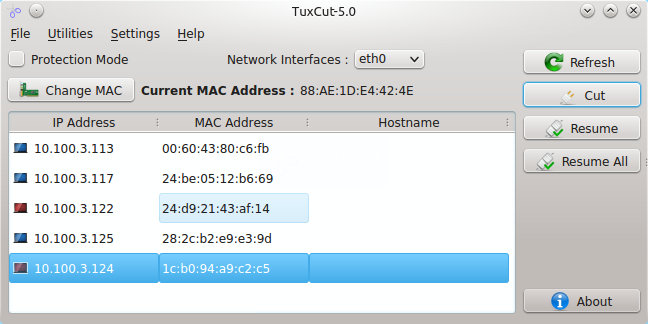 TuxCut-5.0
File Utilities Settings Help
Protection Mode Network Interfaces : eth0 Refresh
Change MAC Current MAC Address : 88:AE:1D:E4:42:4E Cut
IP Address MAC Address Hostname
Resume
10.100.3.113 00:60:43:80:c6:fb
Resume All
10.100.3.117 24:be:05:12:b6:69
10.100.3.122 24:d9:21:43:af:14
10.100.3.125 28:2c:b2:e9:e3:9d
10.100.3.124 1c:b0:94:a9:c2:c5
About